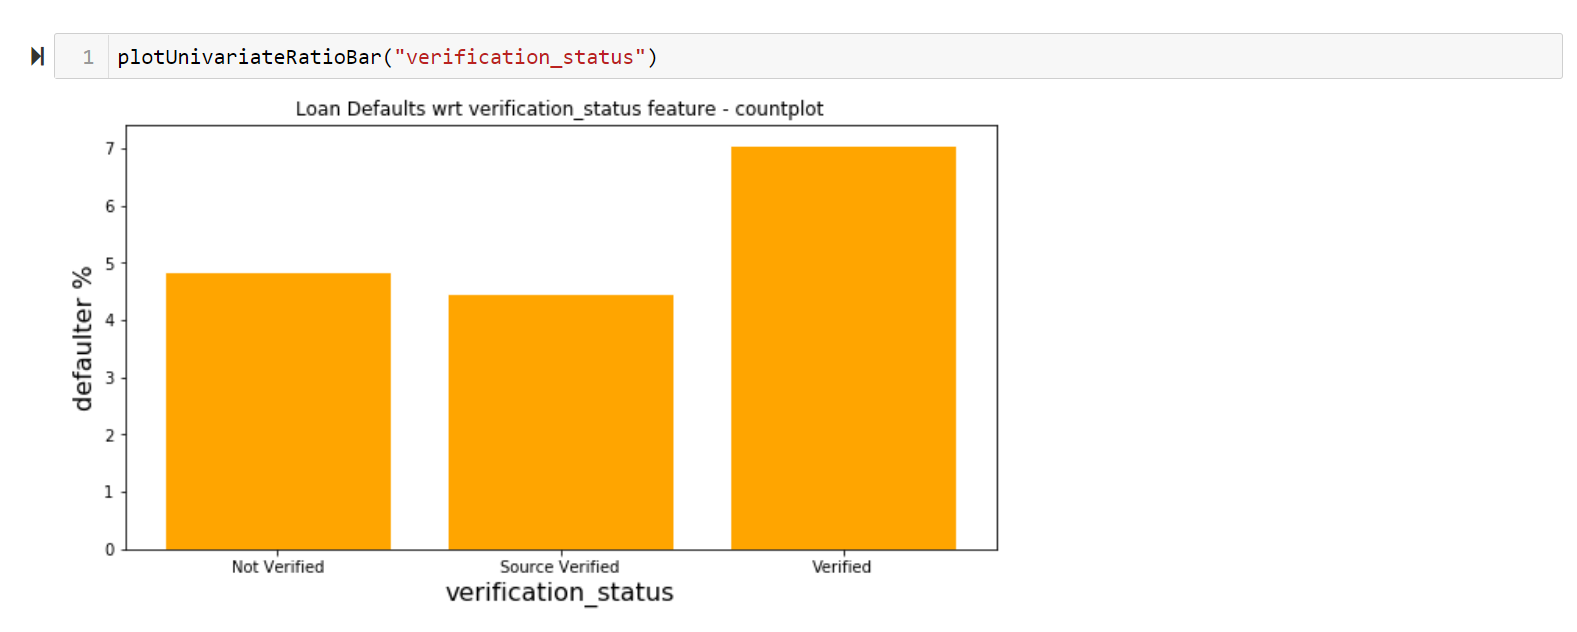 1 plotUnivariateRatioBar("verification_status")
Loan Defaults wrt verification_status feature - countplot
7
6
5
4
3
2
1
0
defaulter %
Not Verified Source Verified Verified
verification_status